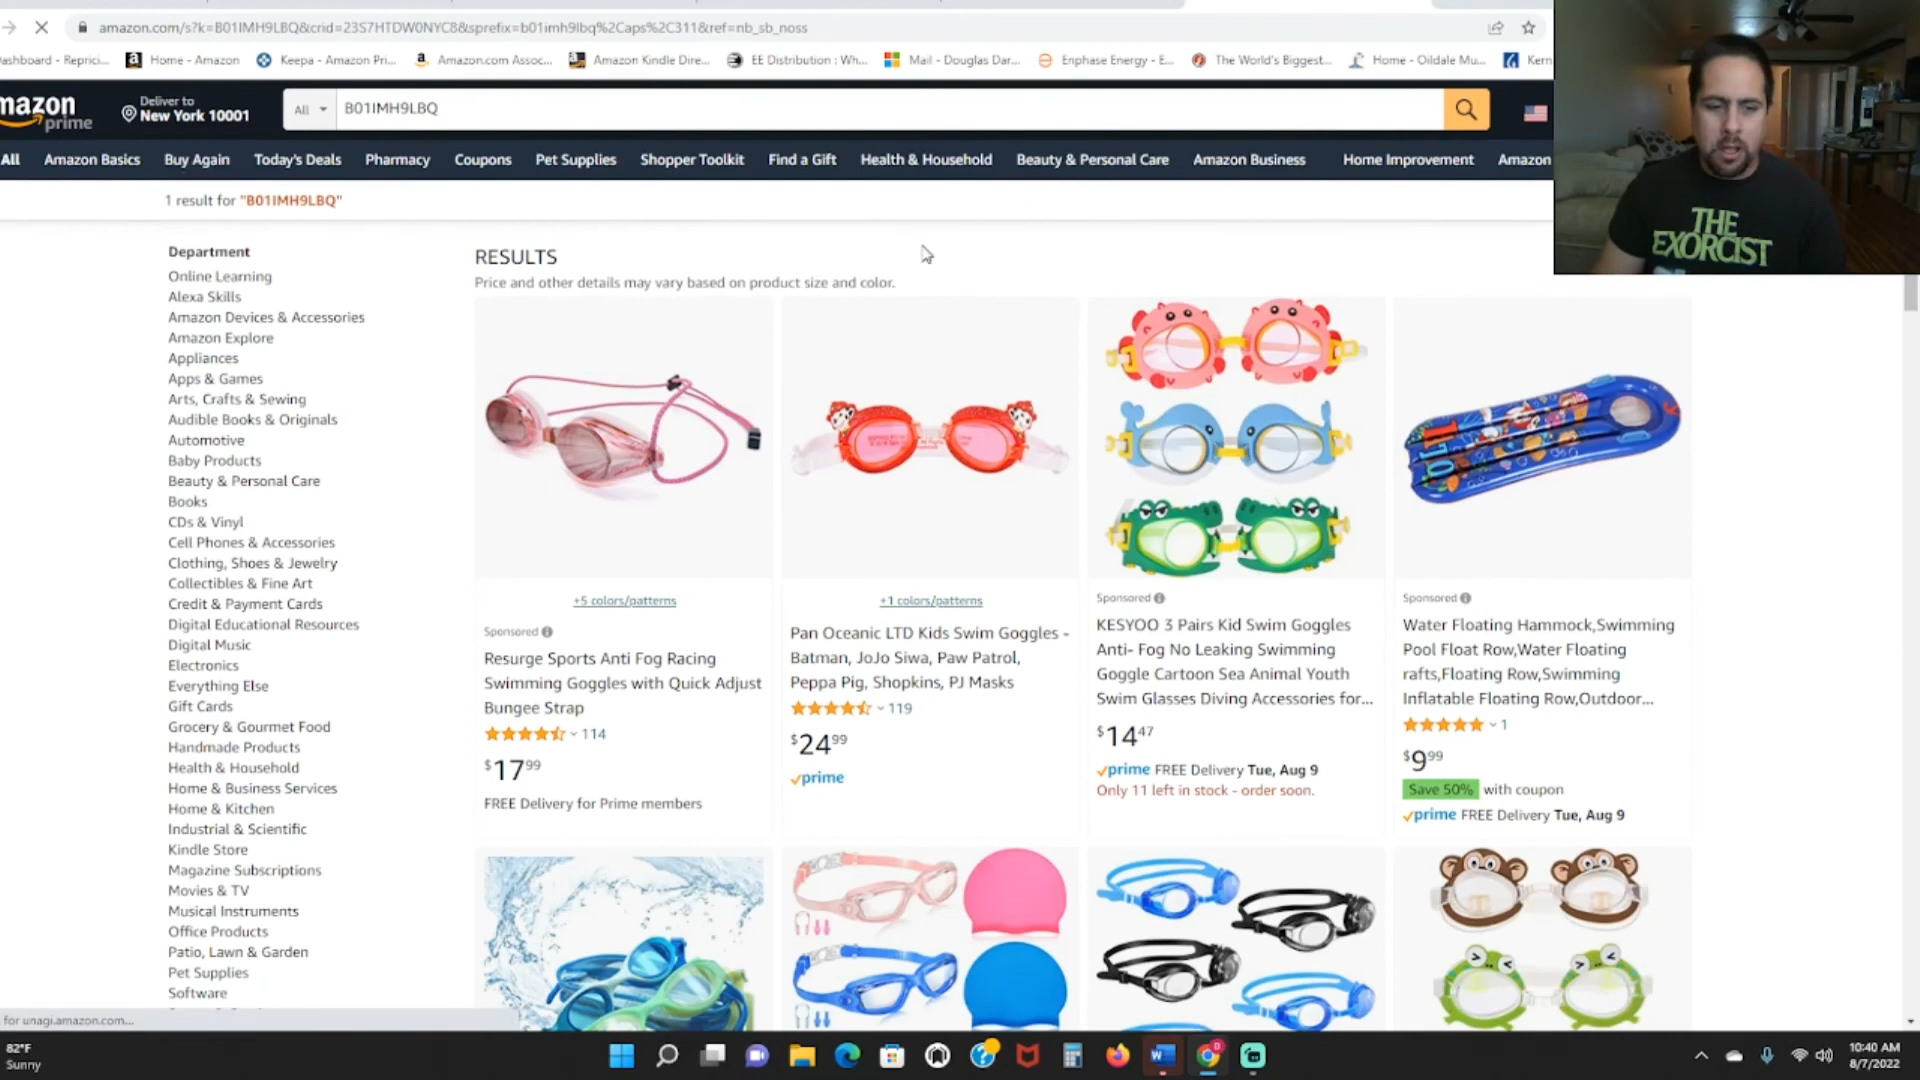 amazon.com/s?k=B01IMH9LBQ&crid=23S7HTDW0NYC8&sprefix=b01imh9lbq%2Caps%2C311&ref=nb_sb_noss
ashboard - Reprici... Home - Amazon Keepa - Amazon Pri... Amazon.com Assoc... Amazon Kindle Dire... EE Distribution : Wh... Mail - Douglas Dar... Enphase Energy - E... The World's Biggest... Home - Oildale Mu... Kern
mazon
prime
Deliver to
New York 10001
All
B01IMH9LBQ
All Amazon Basics Buy Again Today's Deals Pharmacy Coupons Pet Supplies Shopper Toolkit Find a Gift Health & Household Beauty & Personal Care Amazon Business Home Improvement Amazon
THE
EXORCIST
1 result for "B01IMH9LBQ"
Department
Online Learning
Alexa Skills
Amazon Devices & Accessories
Amazon Explore
Appliances
Apps & Games
Arts, Crafts & Sewing
Audible Books & Originals
Automotive
Baby Products
Beauty & Personal Care
Books
CDs & Vinyl
Cell Phones & Accessories
Clothing, Shoes & Jewelry
Collectibles & Fine Art
Credit & Payment Cards
Digital Educational Resources
Digital Music
Electronics
Everything Else
Gift Cards
Grocery & Gourmet Food
Handmade Products
Health & Household
Home & Business Services
Home & Kitchen
Industrial & Scientific
Kindle Store
Magazine Subscriptions
Movies & TV
Musical Instruments
Office Products
Patio, Lawn & Garden
Pet Supplies
Software
RESULTS
Price and other details may vary based on product size and color.
+5 colors/patterns
Sponsored
Resurge Sports Anti Fog Racing
Swimming Goggles with Quick Adjust
Bungee Strap
114
$17 99
FREE Delivery for Prime members
+1 colors/patterns
Pan Oceanic LTD Kids Swim Goggles -
Batman, JoJo Siwa, Paw Patrol,
Peppa Pig, Shopkins, PJ Masks
119
$24 99
prime
Sponsored
KESYOO 3 Pairs Kid Swim Goggles
Anti- Fog No Leaking Swimming
Goggle Cartoon Sea Animal Youth
Swim Glasses Diving Accessories for...
$14 47
prime FREE Delivery Tue, Aug 9
Only 11 left in stock - order soon.
Sponsored
Water Floating Hammock,Swimming
Pool Float Row,Water Floating
rafts,Floating Row,Swimming
Inflatable Floating Row,Outdoor...
1
$9 99
Save 50% with coupon
prime FREE Delivery Tue, Aug 9
for unagi.amazon.com...
82°F
Sunny
10:40 AM
8/7/2022